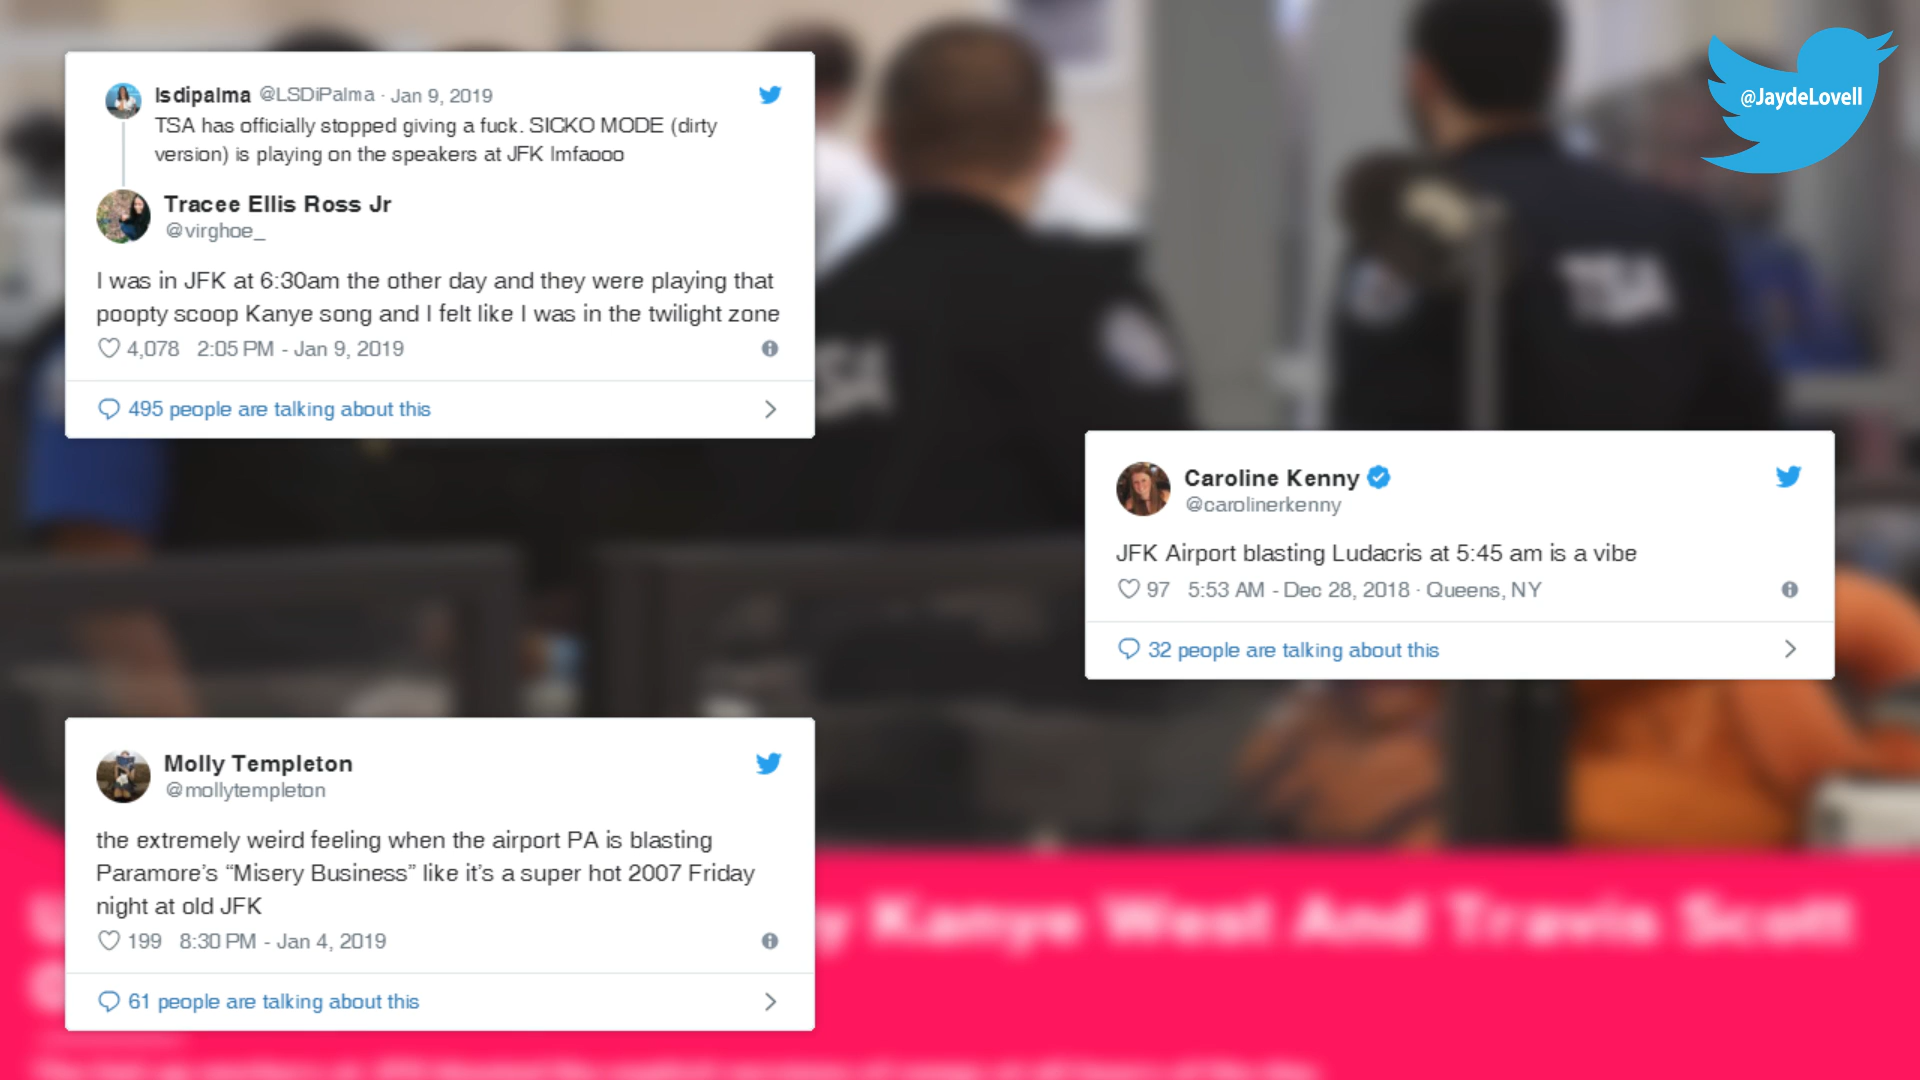 lsdipalma @LSDiPalma · Jan 9, 2019
TSA has officially stopped giving a fuck. SICKO MODE (dirty
version) is playing on the speakers at JFK lmfaooo
Tracee Ellis Ross Jr
@virghoe_
I was in JFK at 6:30am the other day and they were playing that
poopty scoop Kanye song and I felt like I was in the twilight zone
4,078 2:05 PM - Jan 9, 2019
495 people are talking about this
@JaydeLovell
TSA
SA
Caroline Kenny
@carolinerkenny
JFK Airport blasting Ludacris at 5:45 am is a vibe
97 5:53 AM - Dec 28, 2018 · Queens, NY
32 people are talking about this
Molly Templeton
@mollytempleton
the extremely weird feeling when the airport PA is blasting
Paramore’s “Misery Business” like it’s a super hot 2007 Friday
night at old JFK
199 8:30 PM - Jan 4, 2019
61 people are talking about this
y Kanye West And Travis Scott